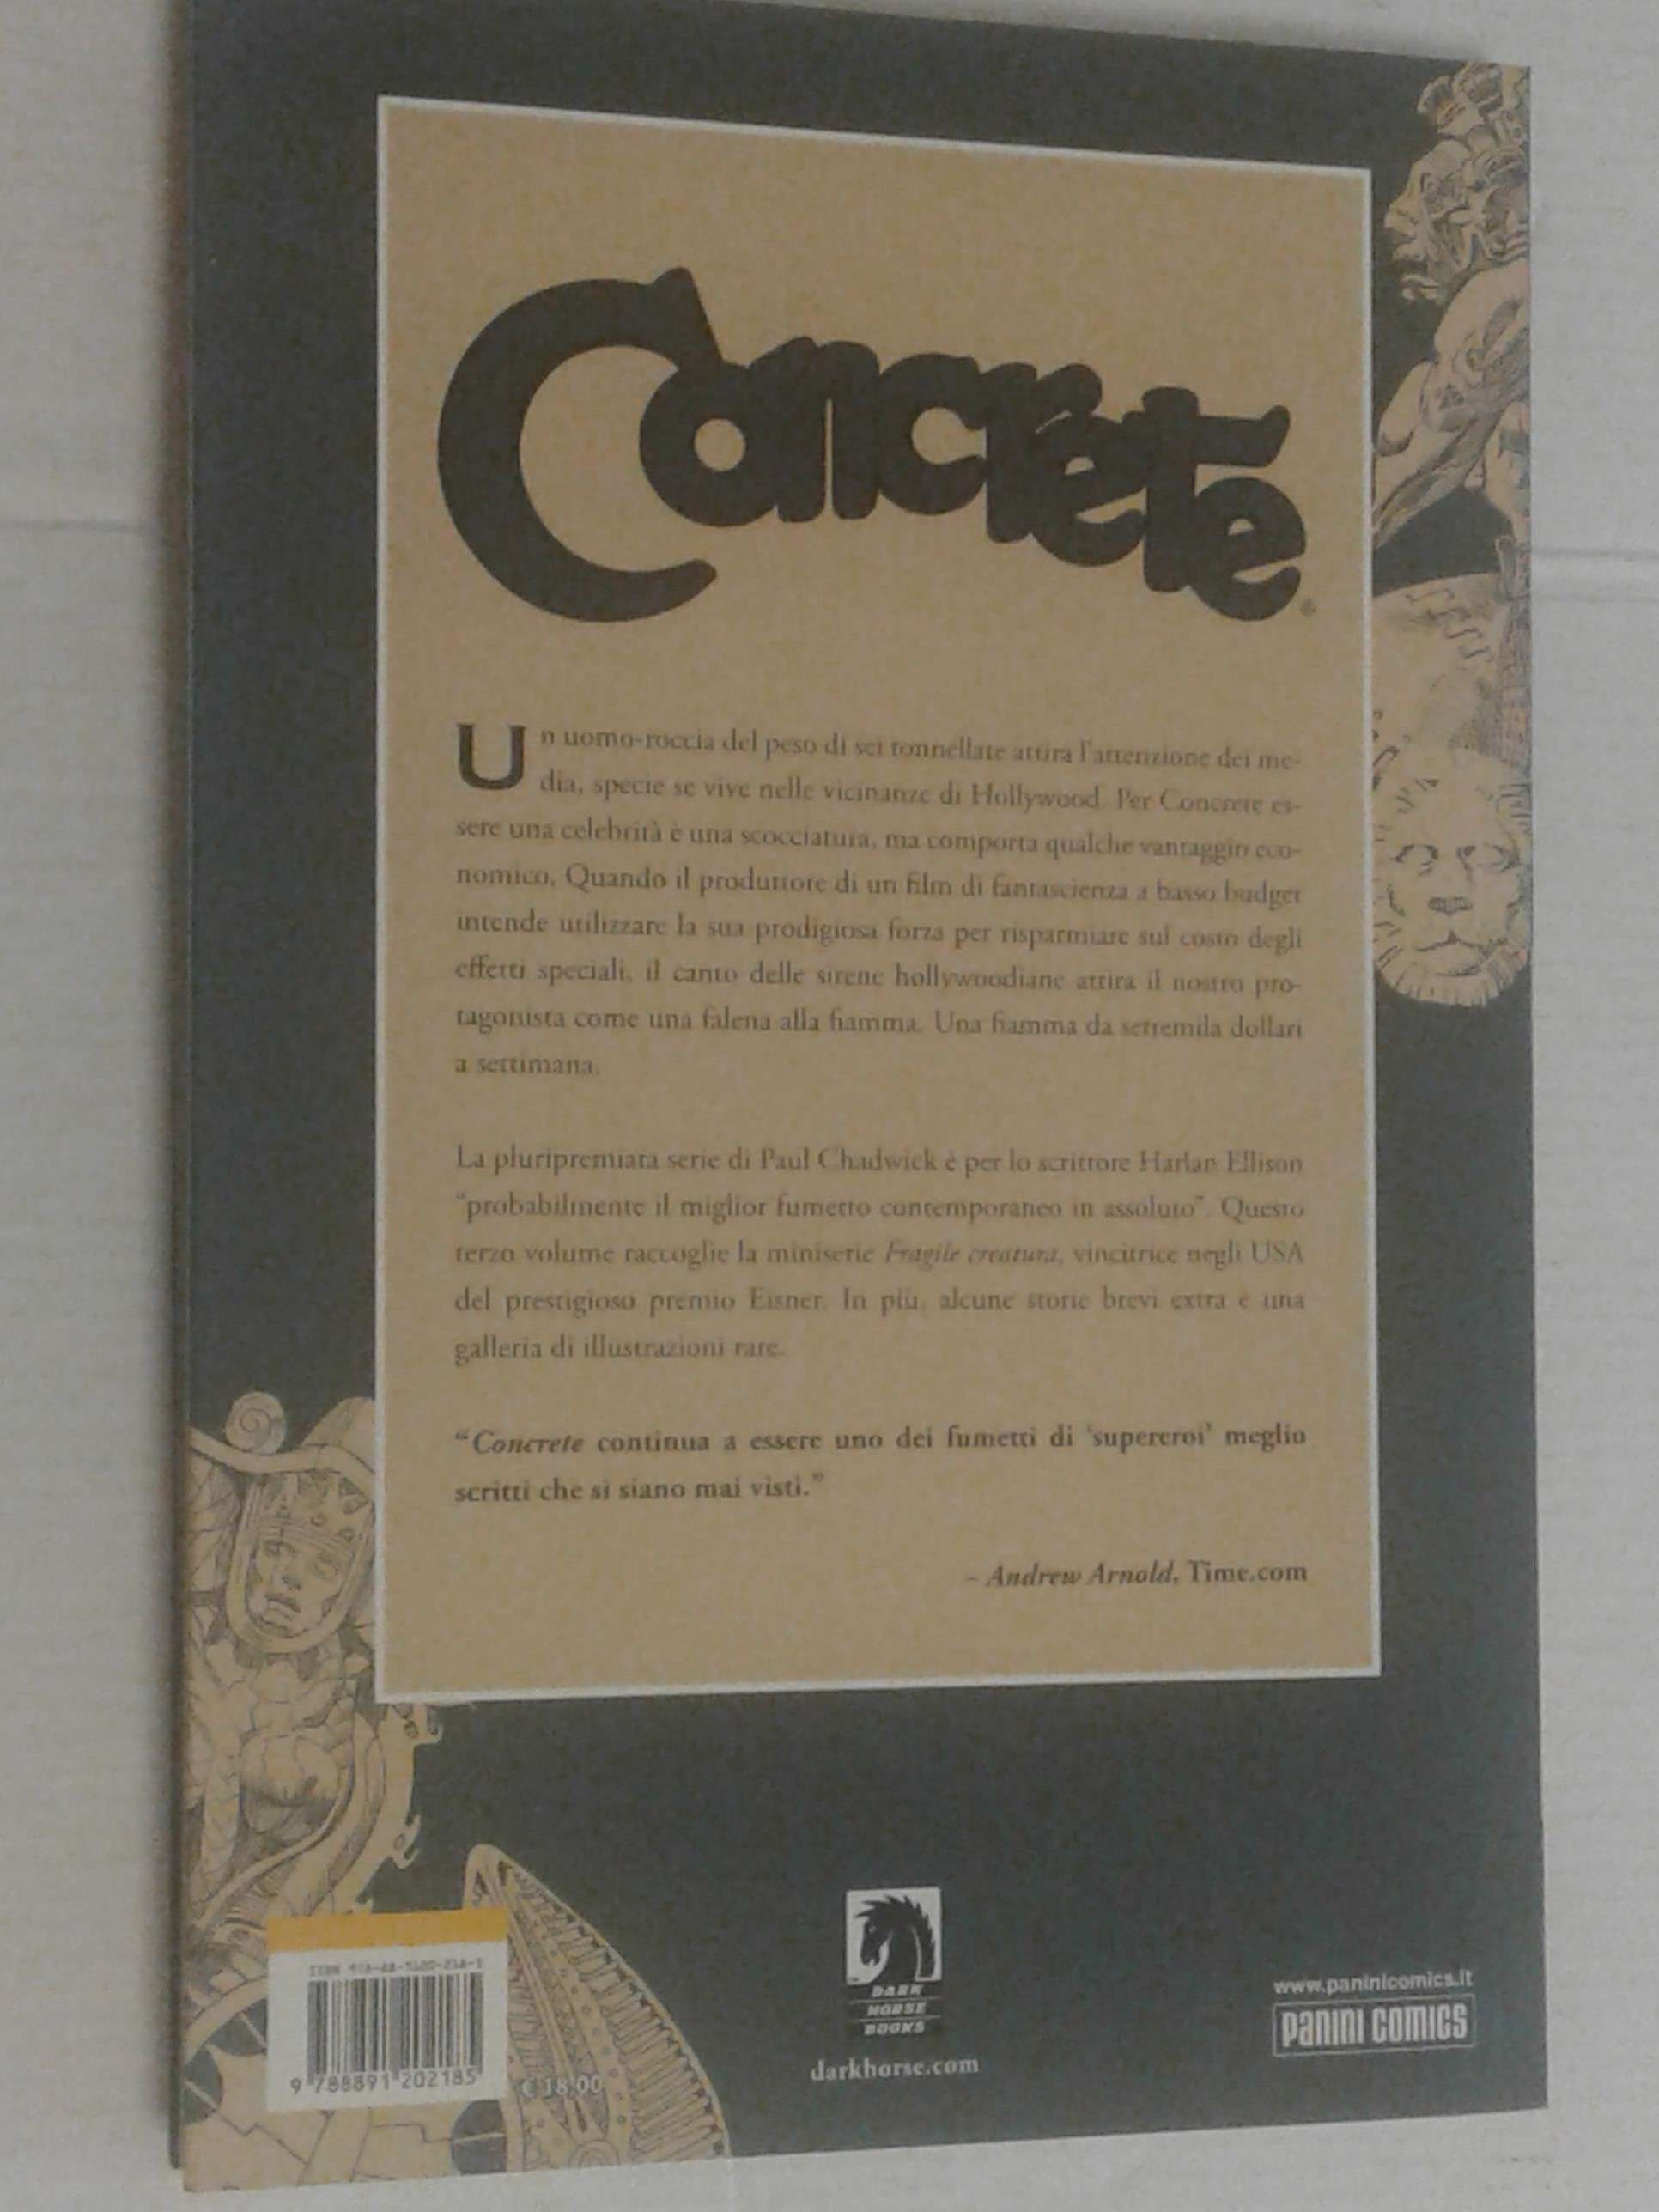 Concrete
®
Un uomo-roccia del peso di sei tonnellate attira l'attenzione dei me-
dia, specie se vive nelle vicinanze di Hollywood. Per Concrete es-
sere una celebrità è una scocciatura, ma comporta qualche vantaggio eco-
nomico. Quando il produttore di un film di fantascienza a basso budget
intende utilizzare la sua prodigiosa forza per risparmiare sul costo degli
effetti speciali, il canto delle sirene hollywoodiane attira il nostro pro-
tagonista come una falena alla fiamma. Una fiamma da settemila dollari
a settimana.
La pluripremiata serie di Paul Chadwick è per lo scrittore Harlan Ellison
"probabilmente il miglior fumetto contemporaneo in assoluto". Questo
terzo volume raccoglie la miniserie Fragile creatura, vincitrice negli USA
del prestigioso premio Eisner. In più, alcune storie brevi extra e una
galleria di illustrazioni rare.
"Concrete continua a essere uno dei fumetti di 'supereroi' meglio
scritti che si siano mai visti."
– Andrew Arnold, Time.com
ISBN 978-88-9120-218-5
9 788891 202185
€ 18,00
DARK
HORSE
BOOKS
darkhorse.com
www.paninicomics.it
PANINI COMICS